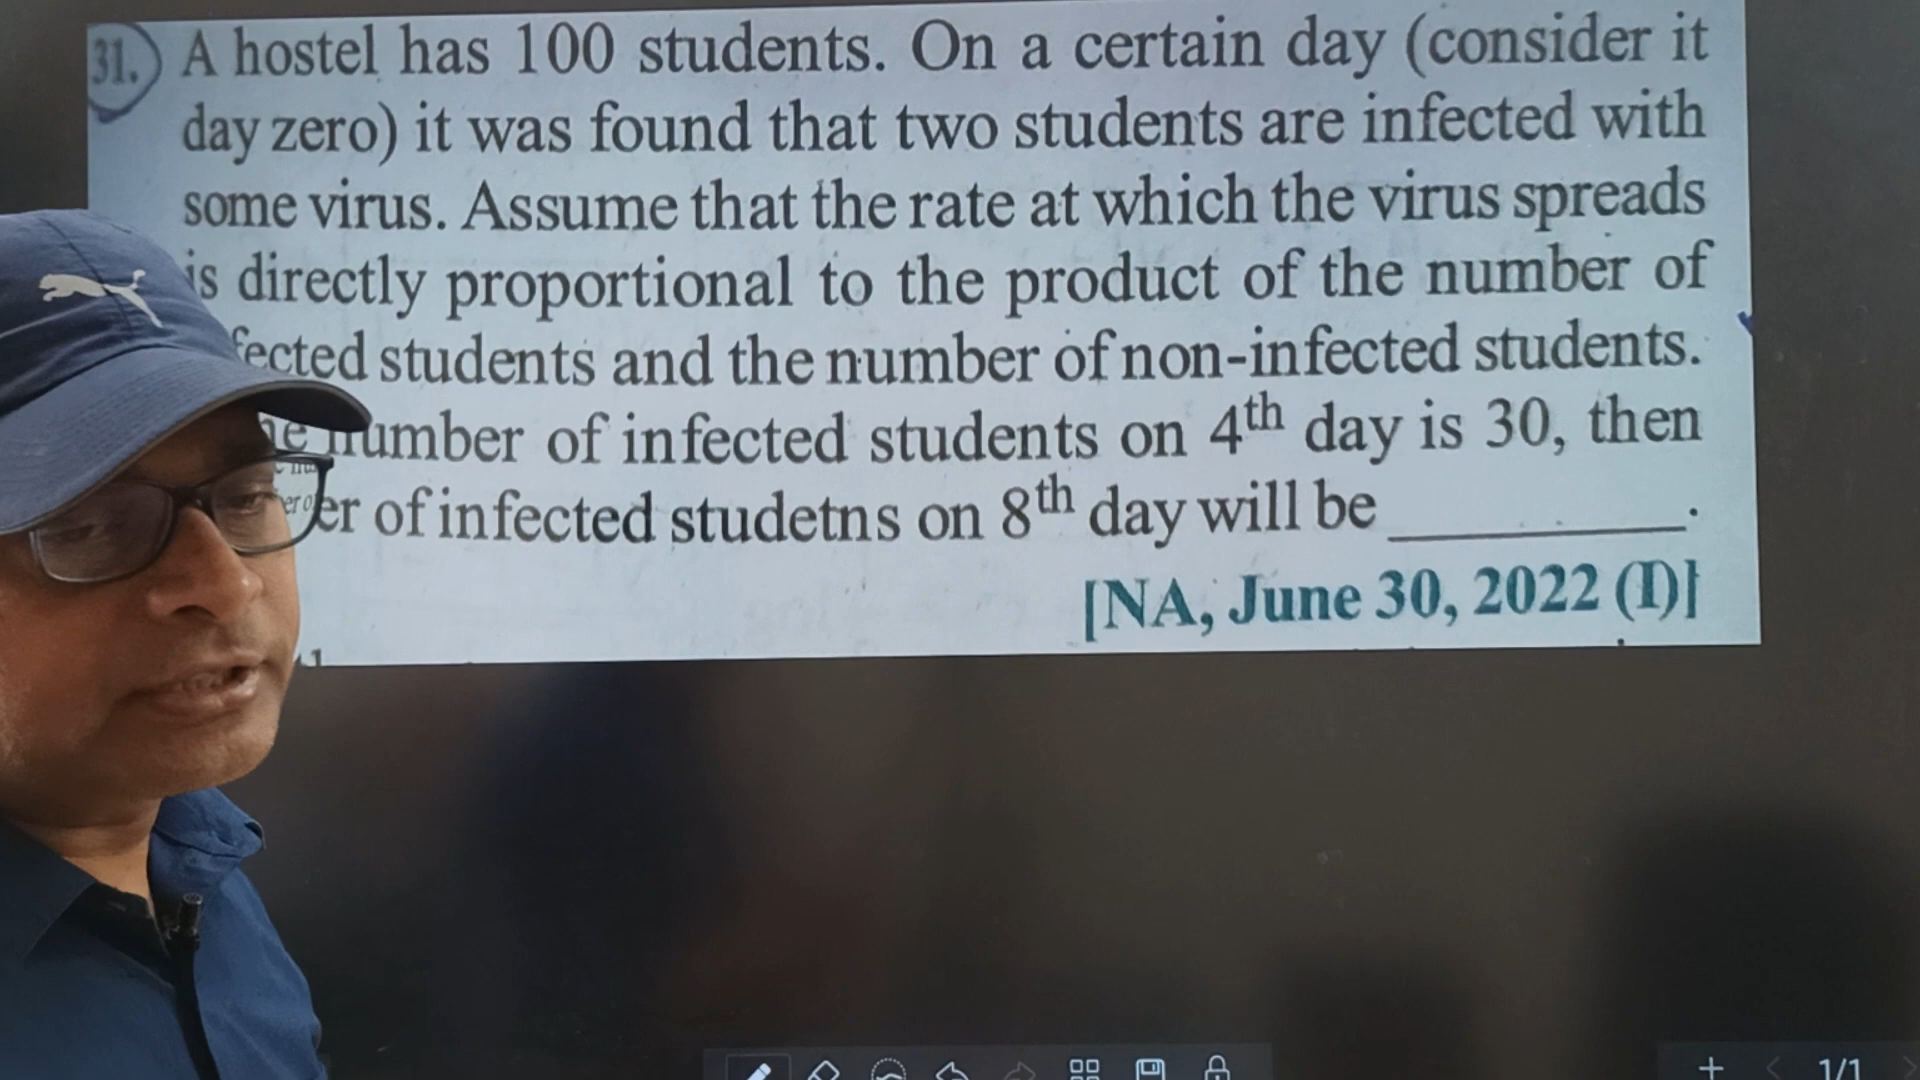 31. A hostel has 100 students. On a certain day (consider it
day zero) it was found that two students are infected with
some virus. Assume that the rate at which the virus spreads
is directly proportional to the product of the number of
fected students and the number of non-infected students.
he number of infected students on 4th day is 30, then
er of infected studetns on 8th day will be ________.
[NA, June 30, 2022 (I)]
1/1